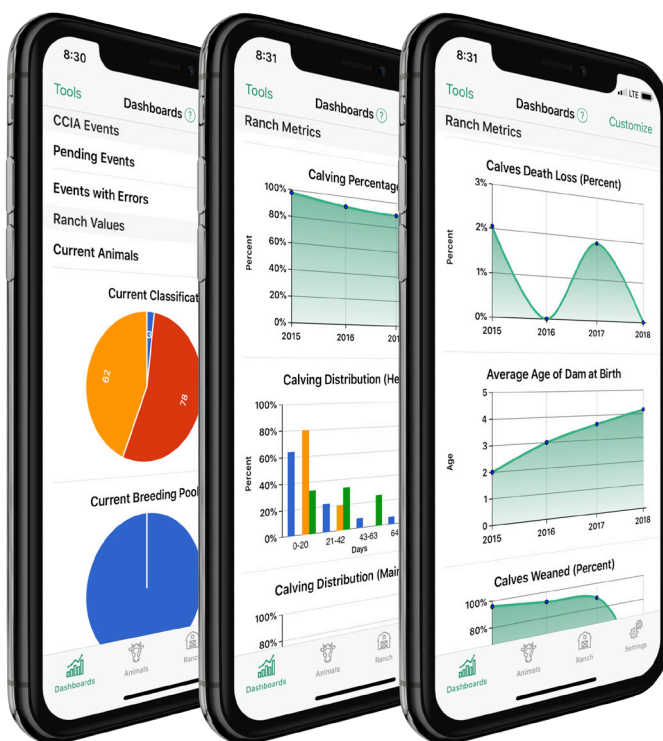 8:30
Tools
Dashboards ?
CCIA Events
Pending Events
Events with Errors
Ranch Values
Current Animals
Current Classificat
3
62
78
Current Breeding Pool
Dashboards
Animals
Ranch
8:31
Tools
Dashboards ?
Ranch Metrics
Calving Percentage
100%
80%
60%
40%
20%
0%
Percent
2015
2016
201
Calving Distribution (He
100%
80%
60%
40%
20%
0%
Percent
0-20
21-42
43-63
64
Days
Calving Distribution (Main
100%
80%
Dashboards
Animals
Ranch
8:31
LTE
Tools
Dashboards ?
Customize
Ranch Metrics
Calves Death Loss (Percent)
3%
2%
1%
0%
Percent
2015
2016
2017
2018
Average Age of Dam at Birth
5
4
3
2
1
0
Age
2015
2016
2017
2018
Calves Weaned (Percent)
100%
80%
Dashboards
Animals
Ranch
Settings